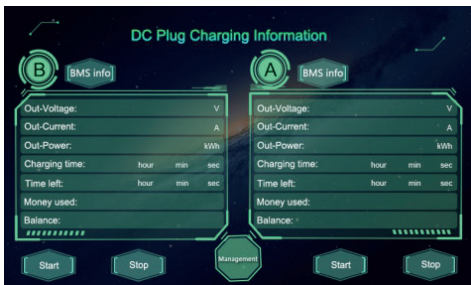 DC Plug Charging Information
B BMS info
Out-Voltage: V
Out-Current: A
Out-Power: kWh
Charging time: hour min sec
Time left: hour min sec
Money used:
Balance:
Start Stop
A BMS info
Out-Voltage: V
Out-Current: A
Out-Power: kWh
Charging time: hour min sec
Time left: hour min sec
Money used:
Balance:
Start Stop
Management